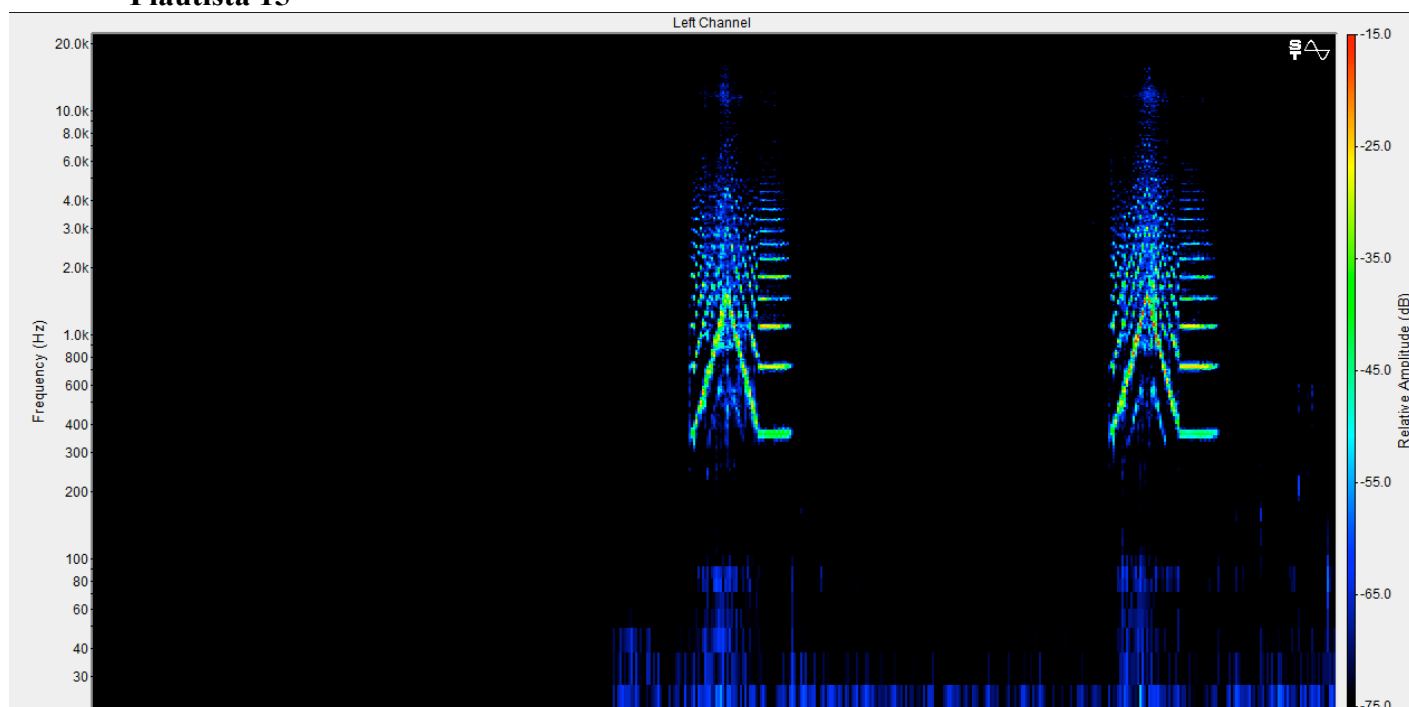 Flautista 13
Left Channel
S
T
20.0k
10.0k
8.0k
6.0k
4.0k
3.0k
2.0k
1.0k
800
600
400
300
200
100
80
60
40
30
Frequency (Hz)
-15.0
-25.0
-35.0
-45.0
-55.0
-65.0
-75.0
Relative Amplitude (dB)